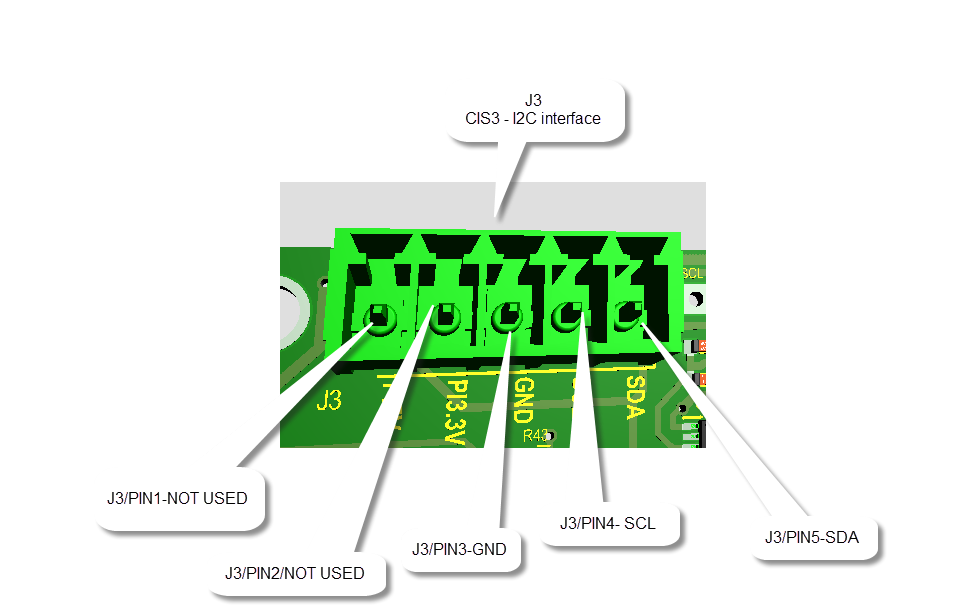 J3
CIS3 - I2C interface
SCL
J3
PI3.3V
GND
SDA
R43
J3/PIN1-NOT USED
J3/PIN2/NOT USED
J3/PIN3-GND
J3/PIN4- SCL
J3/PIN5-SDA